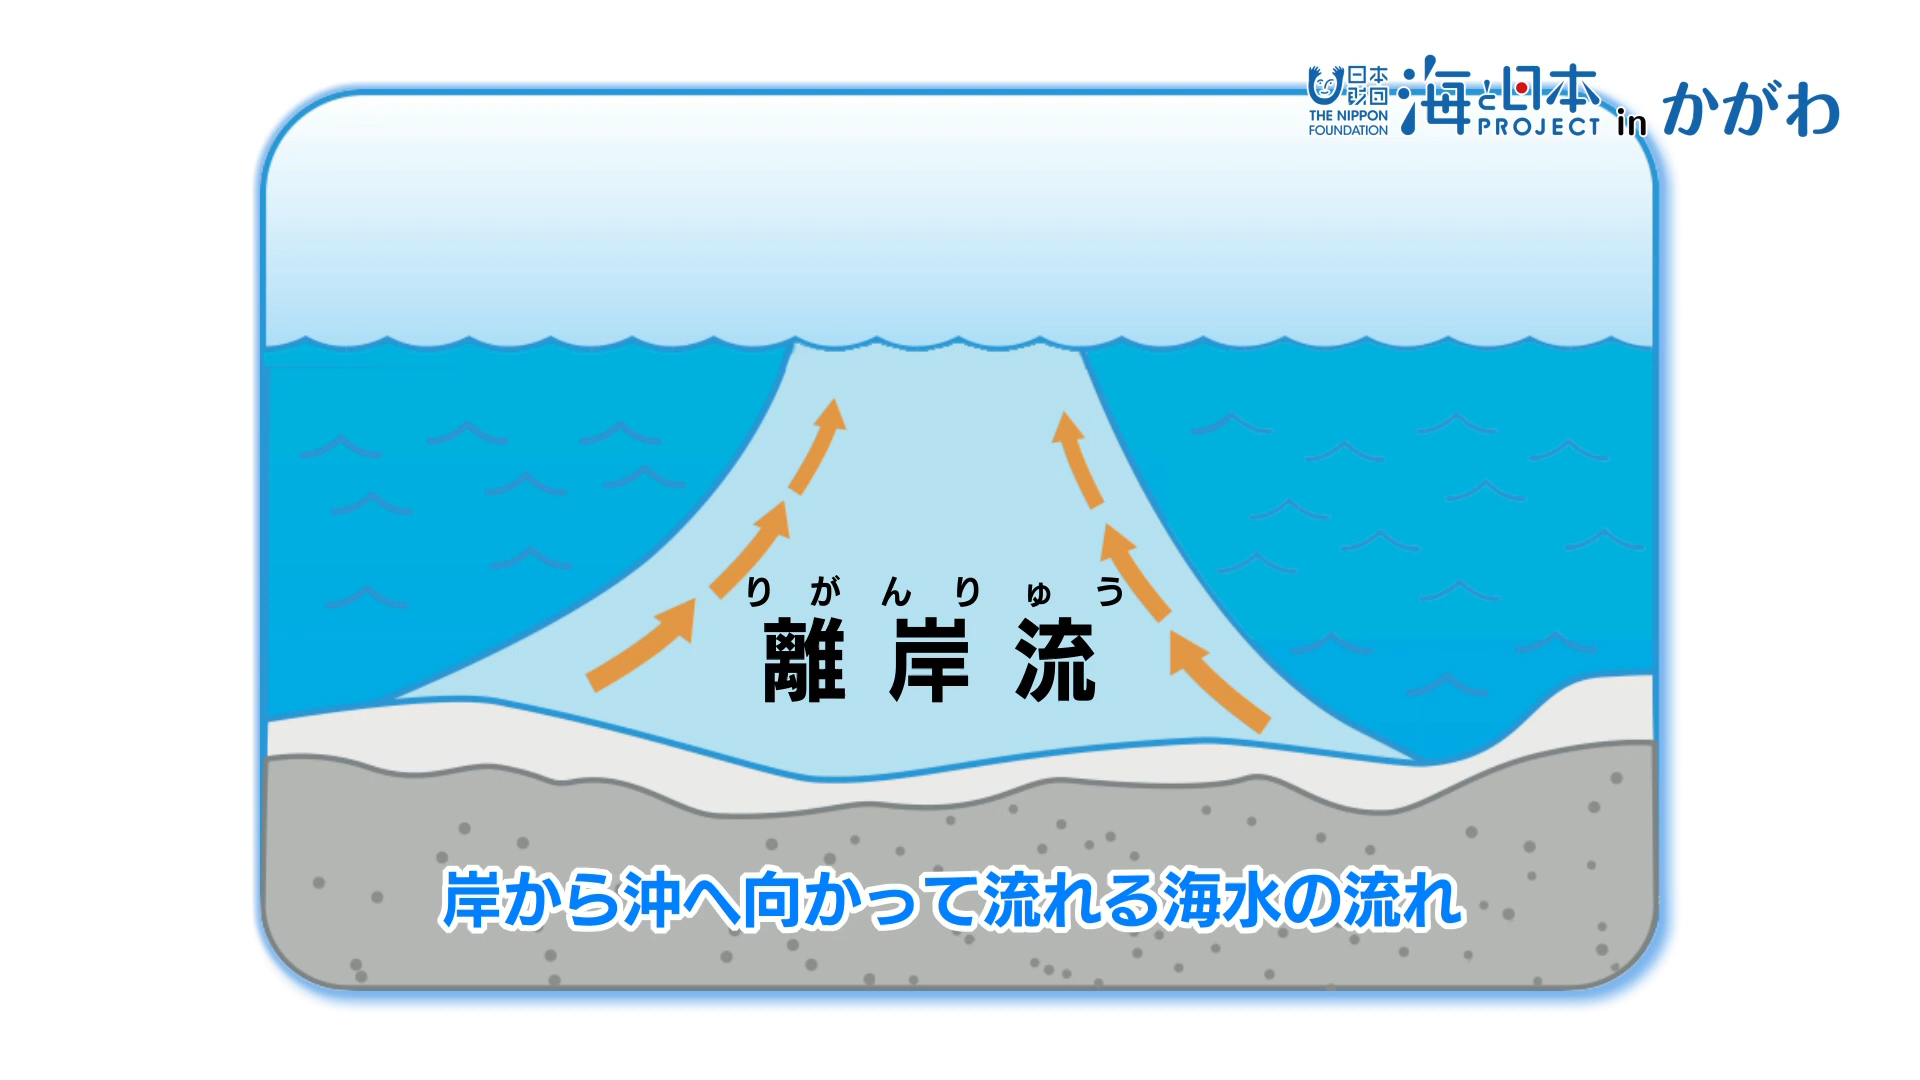 日本
財団
THE NIPPON
FOUNDATION
海と日本
PROJECT
in かがわ
りがんりゅう
離岸流
岸から沖へ向かって流れる海水の流れ